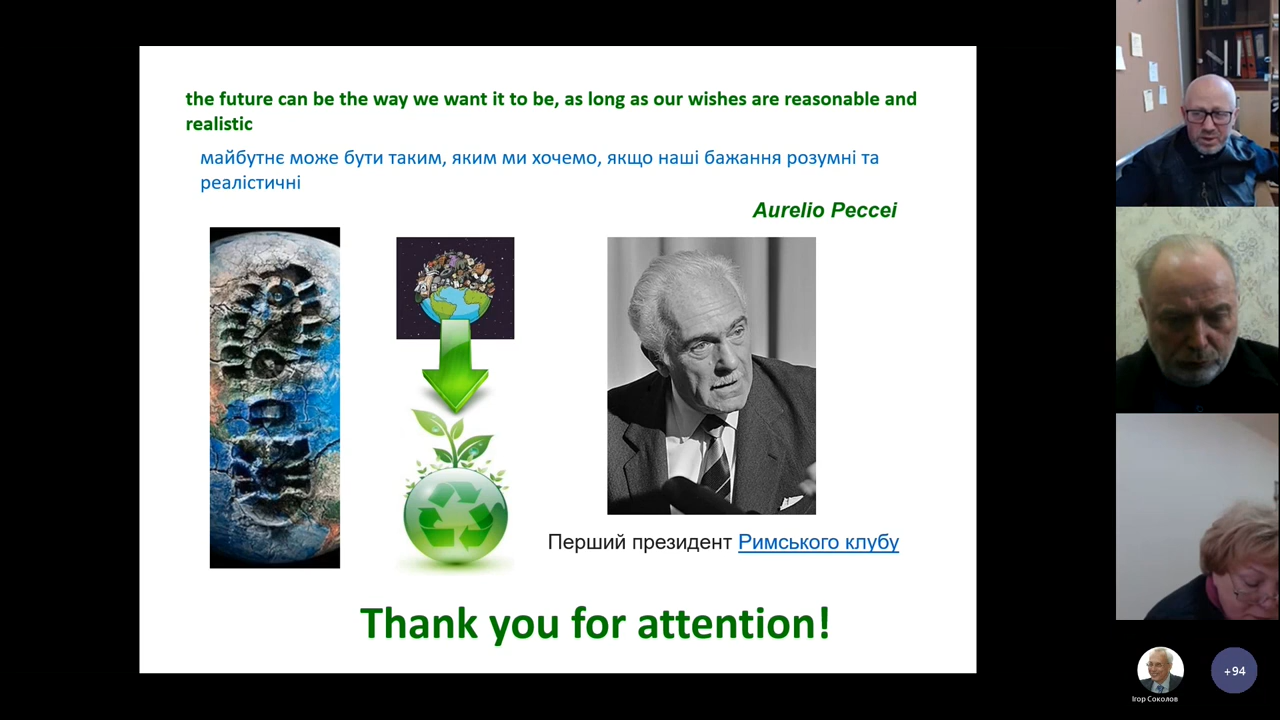 the future can be the way we want it to be, as long as our wishes are reasonable and
realistic
майбутнє може бути таким, яким ми хочемо, якщо наші бажання розумні та
реалістичні
Aurelio Peccei
Перший президент Римського клубу
Thank you for attention!
Ігор Соколов
+94